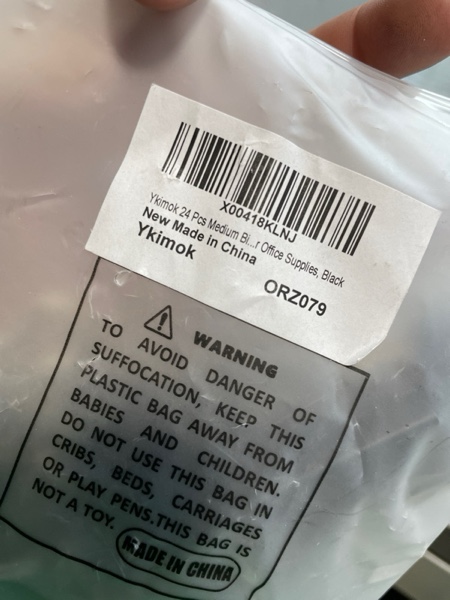 X00418KLNJ
Ykimok 24 Pcs Medium Bi...r Office Supplies, Black
New Made in China
Ykimok
ORZ079
WARNING
TO AVOID DANGER OF
SUFFOCATION, KEEP THIS
PLASTIC BAG AWAY FROM
BABIES AND CHILDREN.
DO NOT USE THIS BAG IN
CRIBS, BEDS, CARRIAGES
OR PLAY PENS.THIS BAG IS
NOT A TOY.
MADE IN CHINA